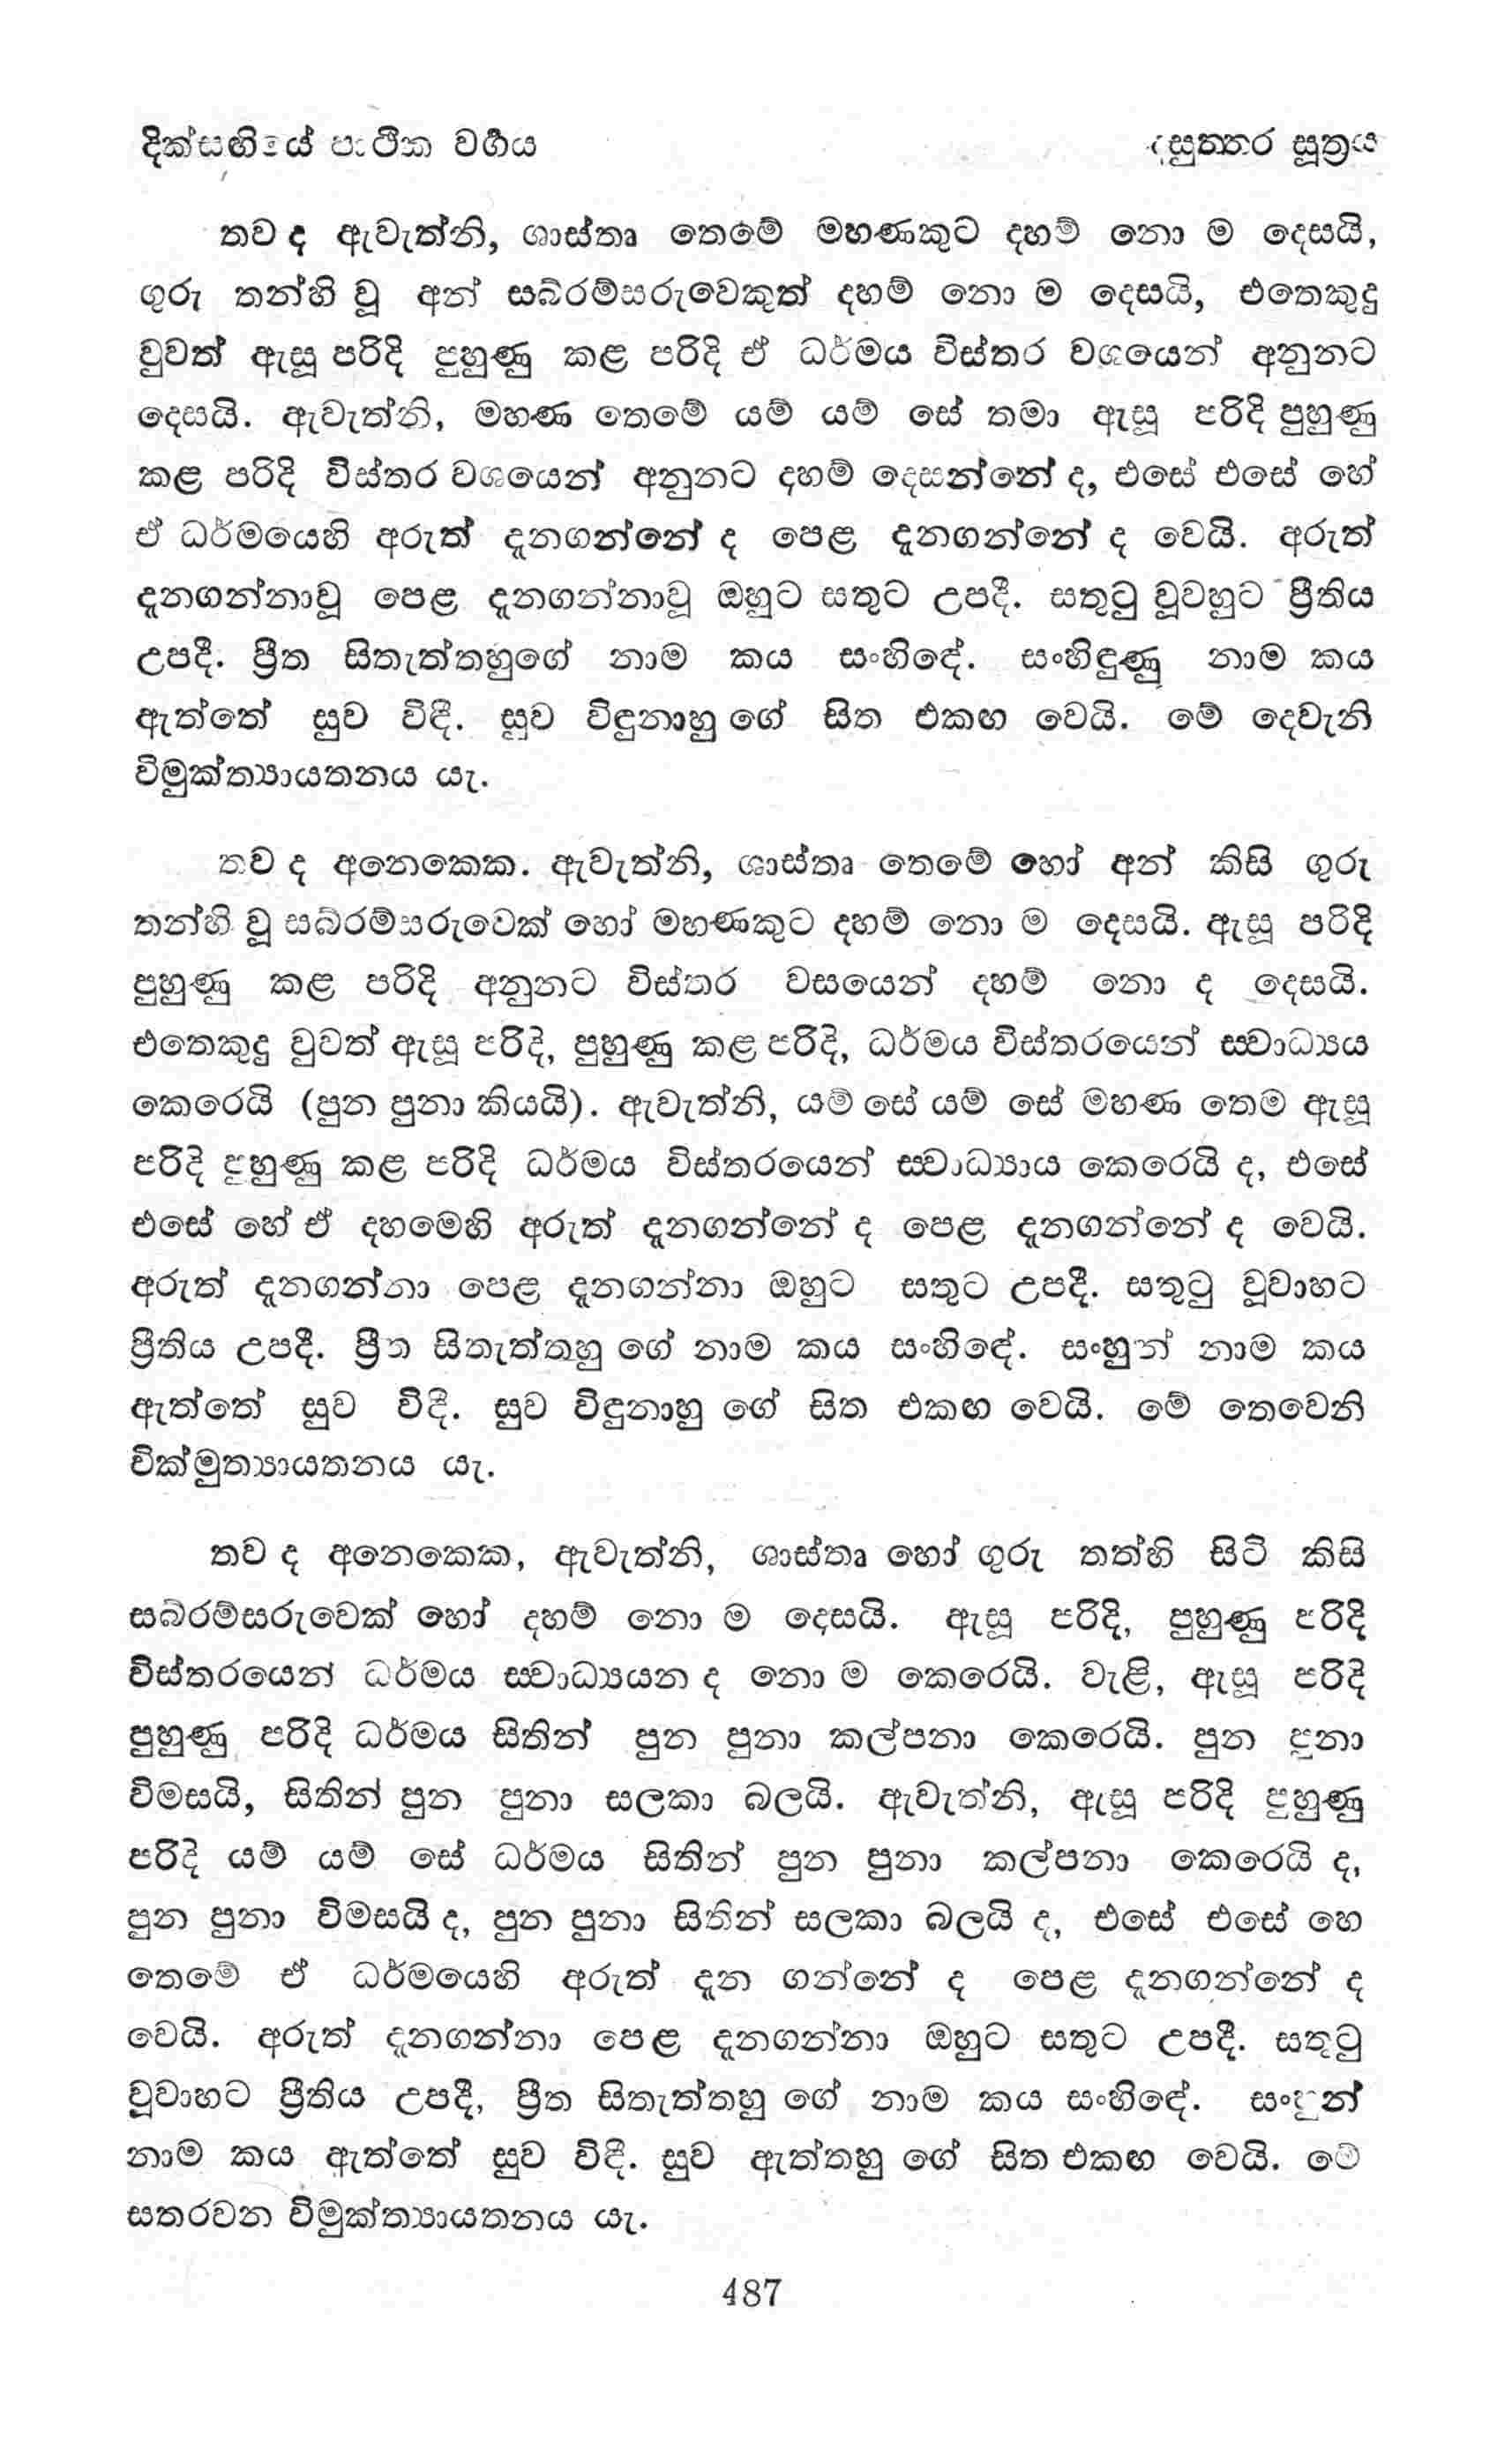 දික්සඟියේ පාථික වර්‍ගය දසුත්තර සූත්‍රය
තව ද ඇවැත්නි, ශාස්තෘ තෙමේ මහණකුට දහම් නො ම දෙසයි,
ගුරු තන්හි වූ අන් සබ්‍රම්සරුවෙකුත් දහම් නො ම දෙසයි, එතෙකුදු
වුවත් ඇසූ පරිදි පුහුණු කළ පරිදි ඒ ධර්මය විස්තර වශයෙන් අනුනට
දෙසයි. ඇවැත්නි, මහණ තෙමේ යම් යම් සේ තමා ඇසූ පරිදි පුහුණු
කළ පරිදි විස්තර වශයෙන් අනුනට දහම් දෙසන්නේ ද, එසේ එසේ හේ
ඒ ධර්මයෙහි අරුත් දැනගන්නේ ද පෙළ දැනගන්නේ ද වෙයි. අරුත්
දැනගන්නාවූ පෙළ දැනගන්නාවූ ඔහුට සතුට උපදී. සතුටු වූවහුට ප්‍රීතිය
උපදී. ප්‍රීත සිතැත්තහුගේ නාම කය සංහිඳේ. සංහිඳුණු නාම කය
ඇත්තේ සුව විඳී. සුව විඳුනාහු ගේ සිත එකඟ වෙයි. මේ දෙවැනි
විමුක්ත්‍යායතනය යැ.
තව ද අනෙකෙක. ඇවැත්නි, ශාස්තෘ තෙමේ හෝ අන් කිසි ගුරු
තන්හි වූ සබ්‍රම්සරුවෙක් හෝ මහණකුට දහම් නො ම දෙසයි. ඇසූ පරිදි
පුහුණු කළ පරිදි අනුනට විස්තර වසයෙන් දහම් නො ද දෙසයි.
එතෙකුදු වුවත් ඇසූ පරිදි, පුහුණු කළ පරිදි, ධර්මය විස්තරයෙන් ස්වාධ්‍යය
කෙරෙයි (පුන පුනා කියයි). ඇවැත්නි, යම් සේ යම් සේ මහණ තෙම ඇසූ
පරිදි පුහුණු කළ පරිදි ධර්මය විස්තරයෙන් ස්වාධ්‍යාය කෙරෙයි ද, එසේ
එසේ හේ ඒ දහමෙහි අරුත් දැනගන්නේ ද පෙළ දැනගන්නේ ද වෙයි.
අරුත් දැනගන්නා පෙළ දැනගන්නා ඔහුට සතුට උපදී. සතුටු වූවාහට
ප්‍රීතිය උපදී. ප්‍රීත සිතැත්තහු ගේ නාම කය සංහිඳේ. සංහුන් නාම කය
ඇත්තේ සුව විඳී. සුව විඳුනාහු ගේ සිත එකඟ වෙයි. මේ තෙවෙනි
වික්මුත්‍යායතනය යැ.
තව ද අනෙකෙක, ඇවැත්නි, ශාස්තෘ හෝ ගුරු තත්හි සිටි කිසි
සබ්‍රම්සරුවෙක් හෝ දහම් නො ම දෙසයි. ඇසූ පරිදි, පුහුණු පරිදි
විස්තරයෙන් ධර්මය ස්වාධ්‍යයන ද නො ම කෙරෙයි. වැළි, ඇසූ පරිදි
පුහුණු පරිදි ධර්මය සිතින් පුන පුනා කල්පනා කෙරෙයි. පුන පුනා
විමසයි, සිතින් පුන පුනා සලකා බලයි. ඇවැත්නි, ඇසූ පරිදි පුහුණු
පරිදි යම් යම් සේ ධර්මය සිතින් පුන පුනා කල්පනා කෙරෙයි ද,
පුන පුනා විමසයි ද, පුන පුනා සිතින් සලකා බලයි ද, එසේ එසේ හෙ
තෙමේ ඒ ධර්මයෙහි අරුත් දැන ගන්නේ ද පෙළ දැනගන්නේ ද
වෙයි. අරුත් දැනගන්නා පෙළ දැනගන්නා ඔහුට සතුට උපදී. සතුටු
වූවාහට ප්‍රීතිය උපදී, ප්‍රීත සිතැත්තහු ගේ නාම කය සංහිඳේ. සංහුන්
නාම කය ඇත්තේ සුව විඳී. සුව ඇත්තහු ගේ සිත එකඟ වෙයි. මේ
සතරවන විමුක්ත්‍යායතනය යැ.
487